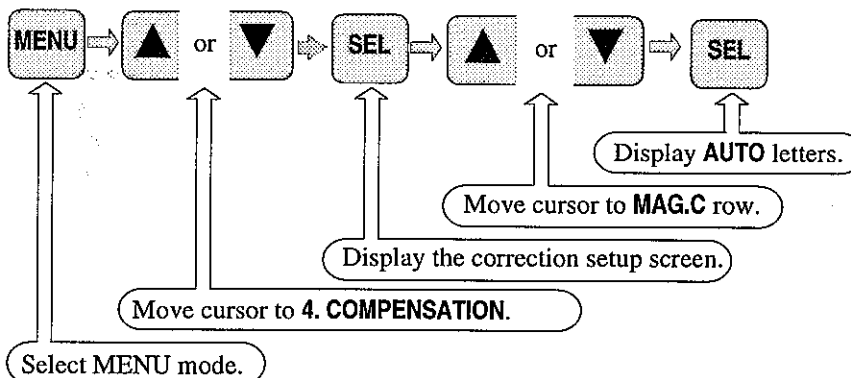 MENU or SEL or SEL
Display AUTO letters.
Move cursor to MAG.C row.
Display the correction setup screen.
Move cursor to 4. COMPENSATION.
Select MENU mode.